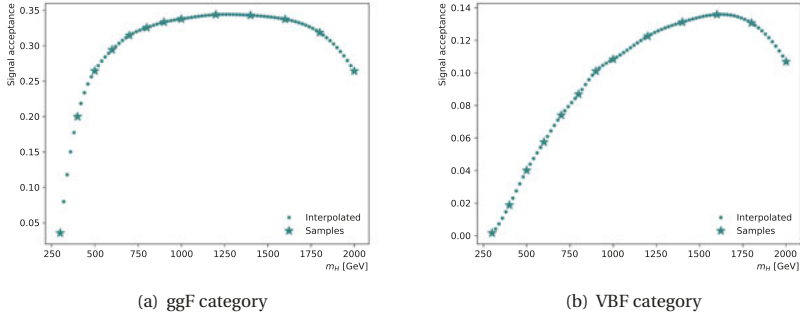 Signal acceptance
0.35
0.30
0.25
0.20
0.15
0.10
0.05
250 500 750 1000 1250 1500 1750 2000
m_H [GeV]
Interpolated
Samples
(a) ggF category
Signal acceptance
0.14
0.12
0.10
0.08
0.06
0.04
0.02
0.00
250 500 750 1000 1250 1500 1750 2000
m_H [GeV]
Interpolated
Samples
(b) VBF category